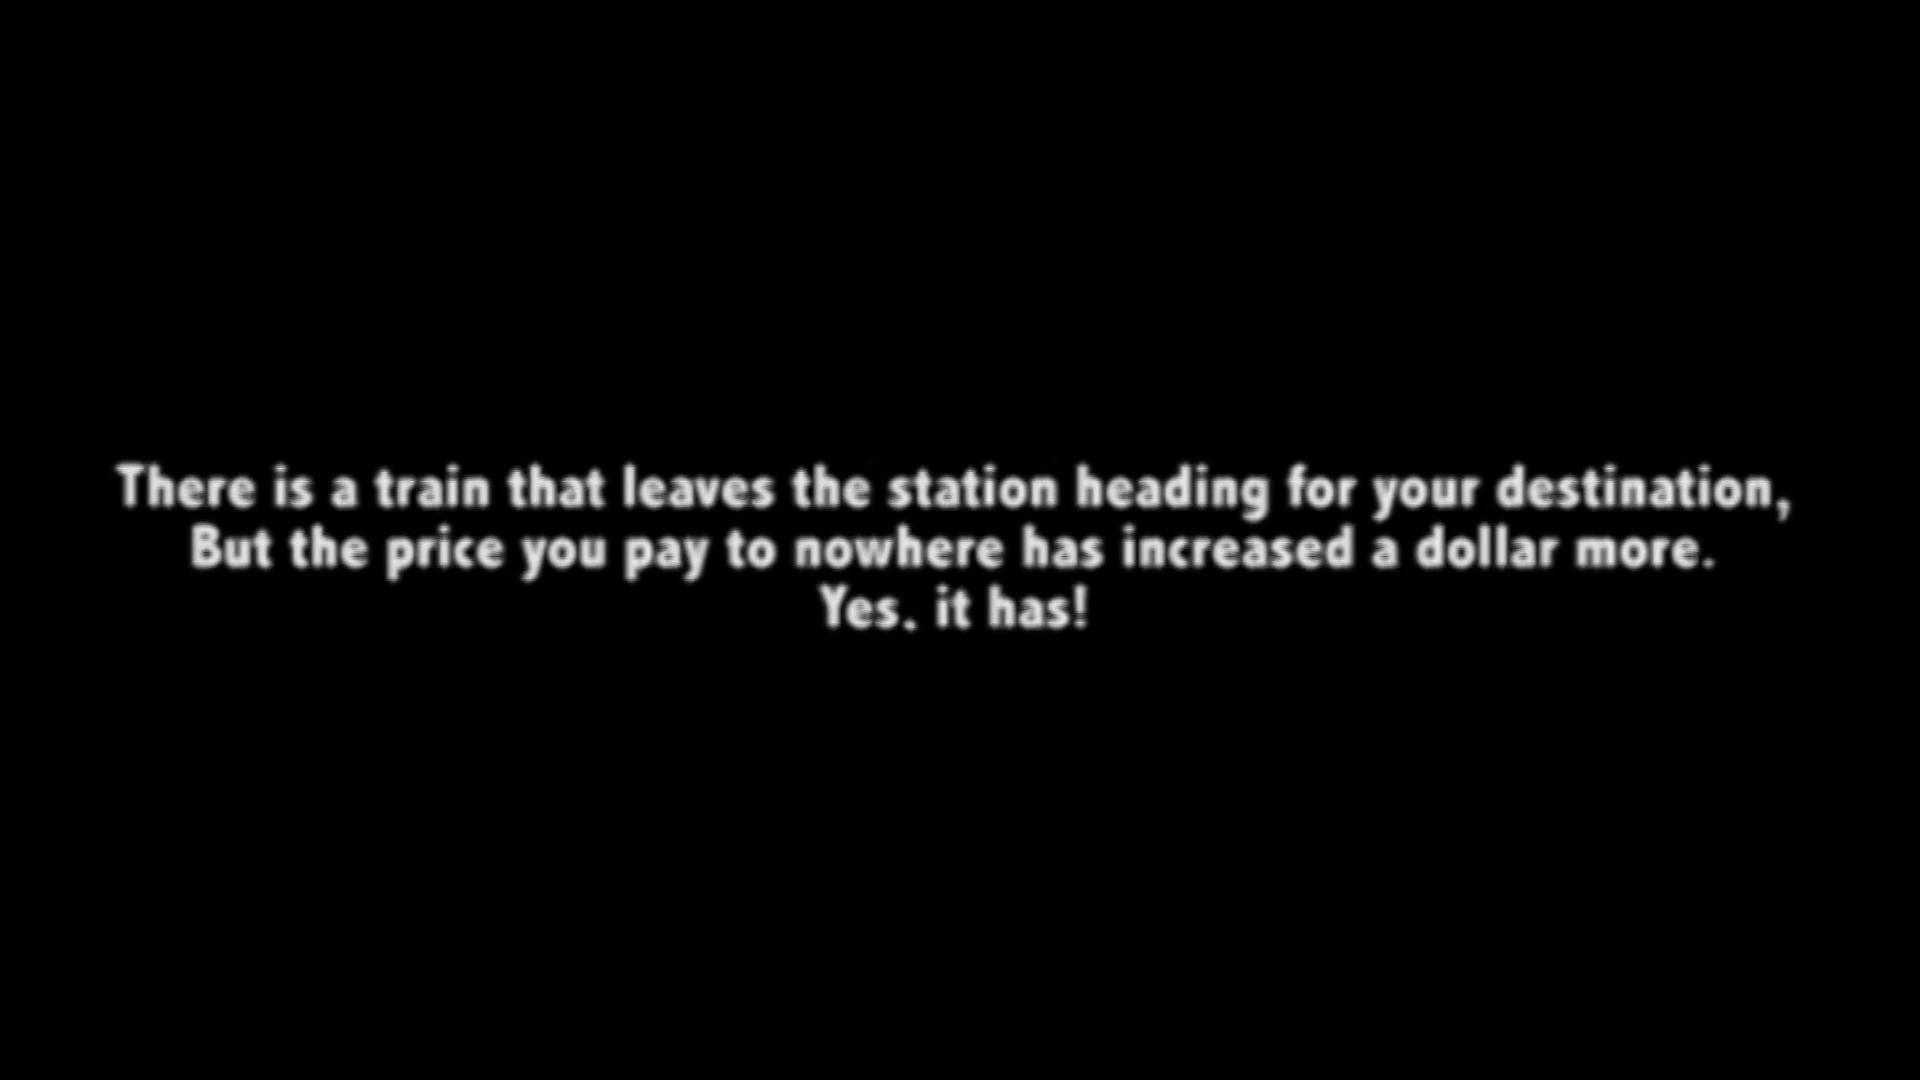 There is a train that leaves the station heading for your destination,
But the price you pay to nowhere has increased a dollar more.
Yes. it has!